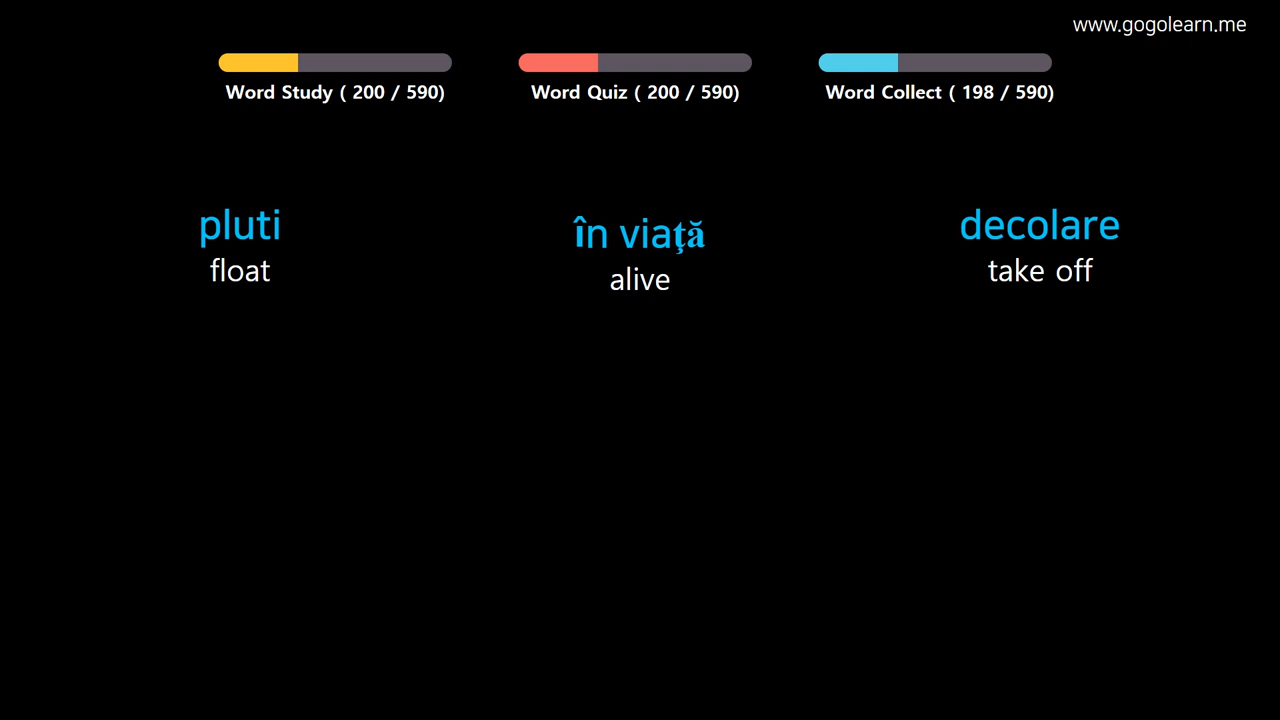 www.gogolearn.me
Word Study ( 200 / 590)
Word Quiz ( 200 / 590)
Word Collect ( 198 / 590)
pluti
float
în viaţă
alive
decolare
take off